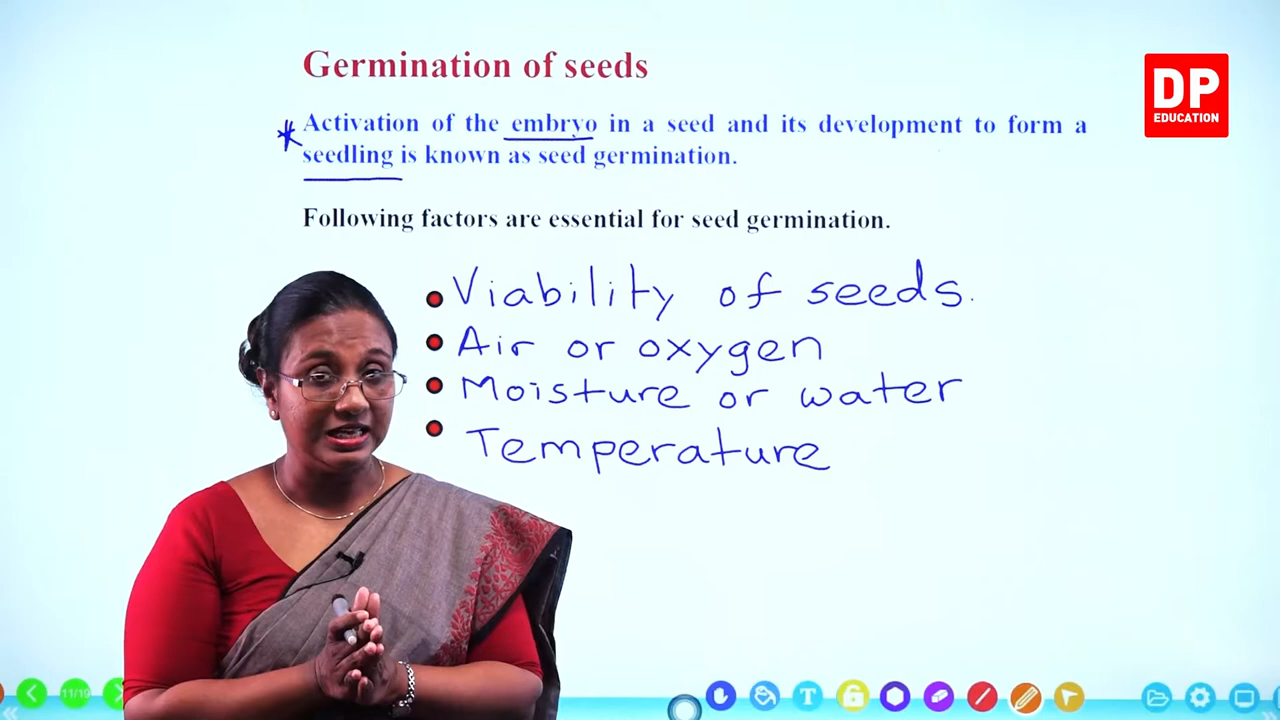 Germination of seeds
DP
EDUCATION
* Activation of the embryo in a seed and its development to form a
seedling is known as seed germination.
Following factors are essential for seed germination.
Viability of seeds.
Air or oxygen
Moisture or water
Temperature
11/19
T